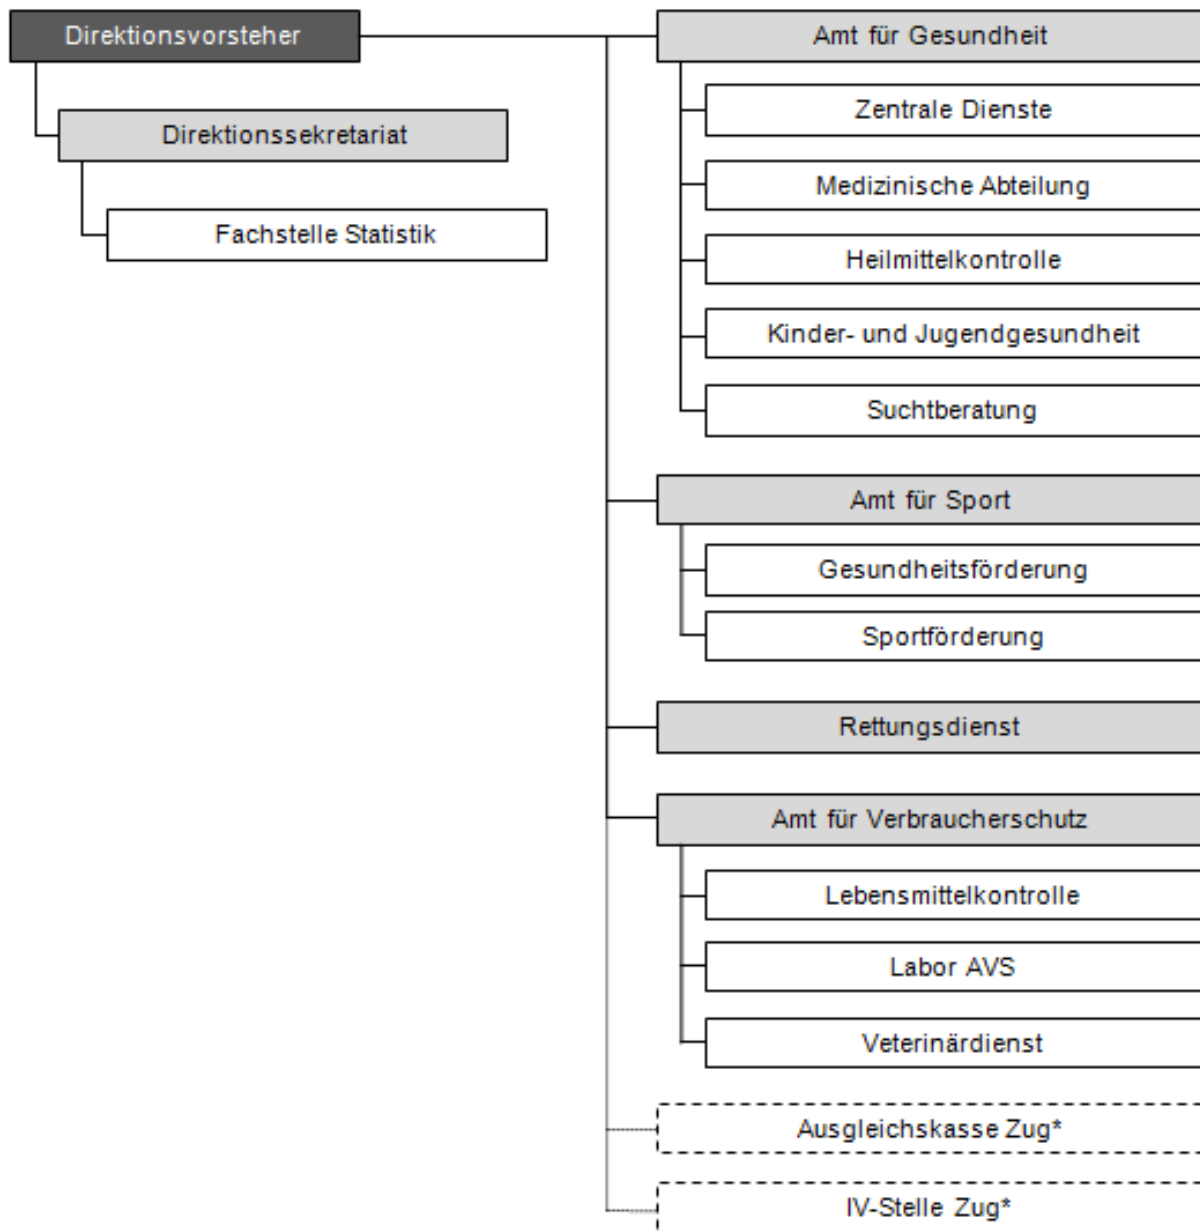 Direktionsvorsteher
Direktionssekretariat
Fachstelle Statistik
Amt für Gesundheit
Zentrale Dienste
Medizinische Abteilung
Heilmittelkontrolle
Kinder- und Jugendgesundheit
Suchtberatung
Amt für Sport
Gesundheitsförderung
Sportförderung
Rettungsdienst
Amt für Verbraucherschutz
Lebensmittelkontrolle
Labor AVS
Veterinärdienst
Ausgleichskasse Zug*
IV-Stelle Zug*